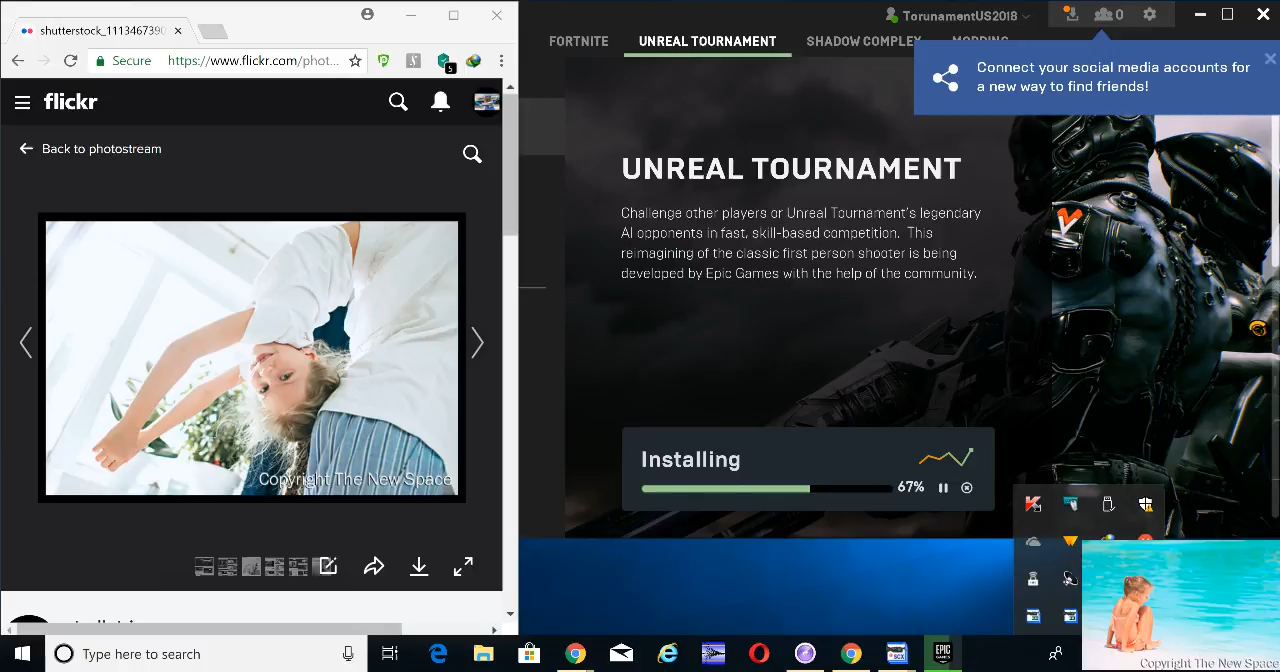 shutterstock_1113467390
Secure
https://www.flickr.com/phot...
5
flickr
Back to photostream
Copyright The New Space
TorunamentUS2018
0
FORTNITE
UNREAL TOURNAMENT
SHADOW COMPLEX
MODDING
Connect your social media accounts for
a new way to find friends!
UNREAL TOURNAMENT
Challenge other players or Unreal Tournament's legendary
AI opponents in fast, skill-based competition. This
reimagining of the classic first person shooter is being
developed by Epic Games with the help of the community.
Installing
67%
Copyright The New Space
Type here to search
EPIC
GAMES